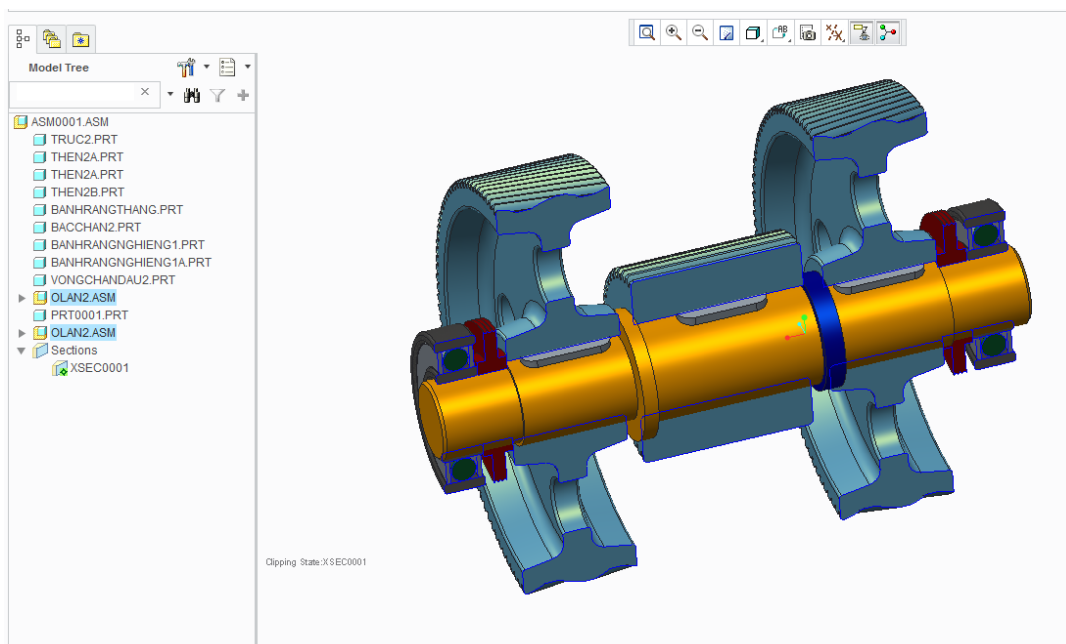 Model Tree
ASM0001.ASM
TRUC2.PRT
THEN2A.PRT
THEN2A.PRT
THEN2B.PRT
BANHRANGTHANG.PRT
BACCHAN2.PRT
BANHRANGNGHIENG1.PRT
BANHRANGNGHIENG1A.PRT
VONGCHANDAU2.PRT
OLAN2.ASM
PRT0001.PRT
OLAN2.ASM
Sections
XSEC0001
Clipping State:XSEC0001